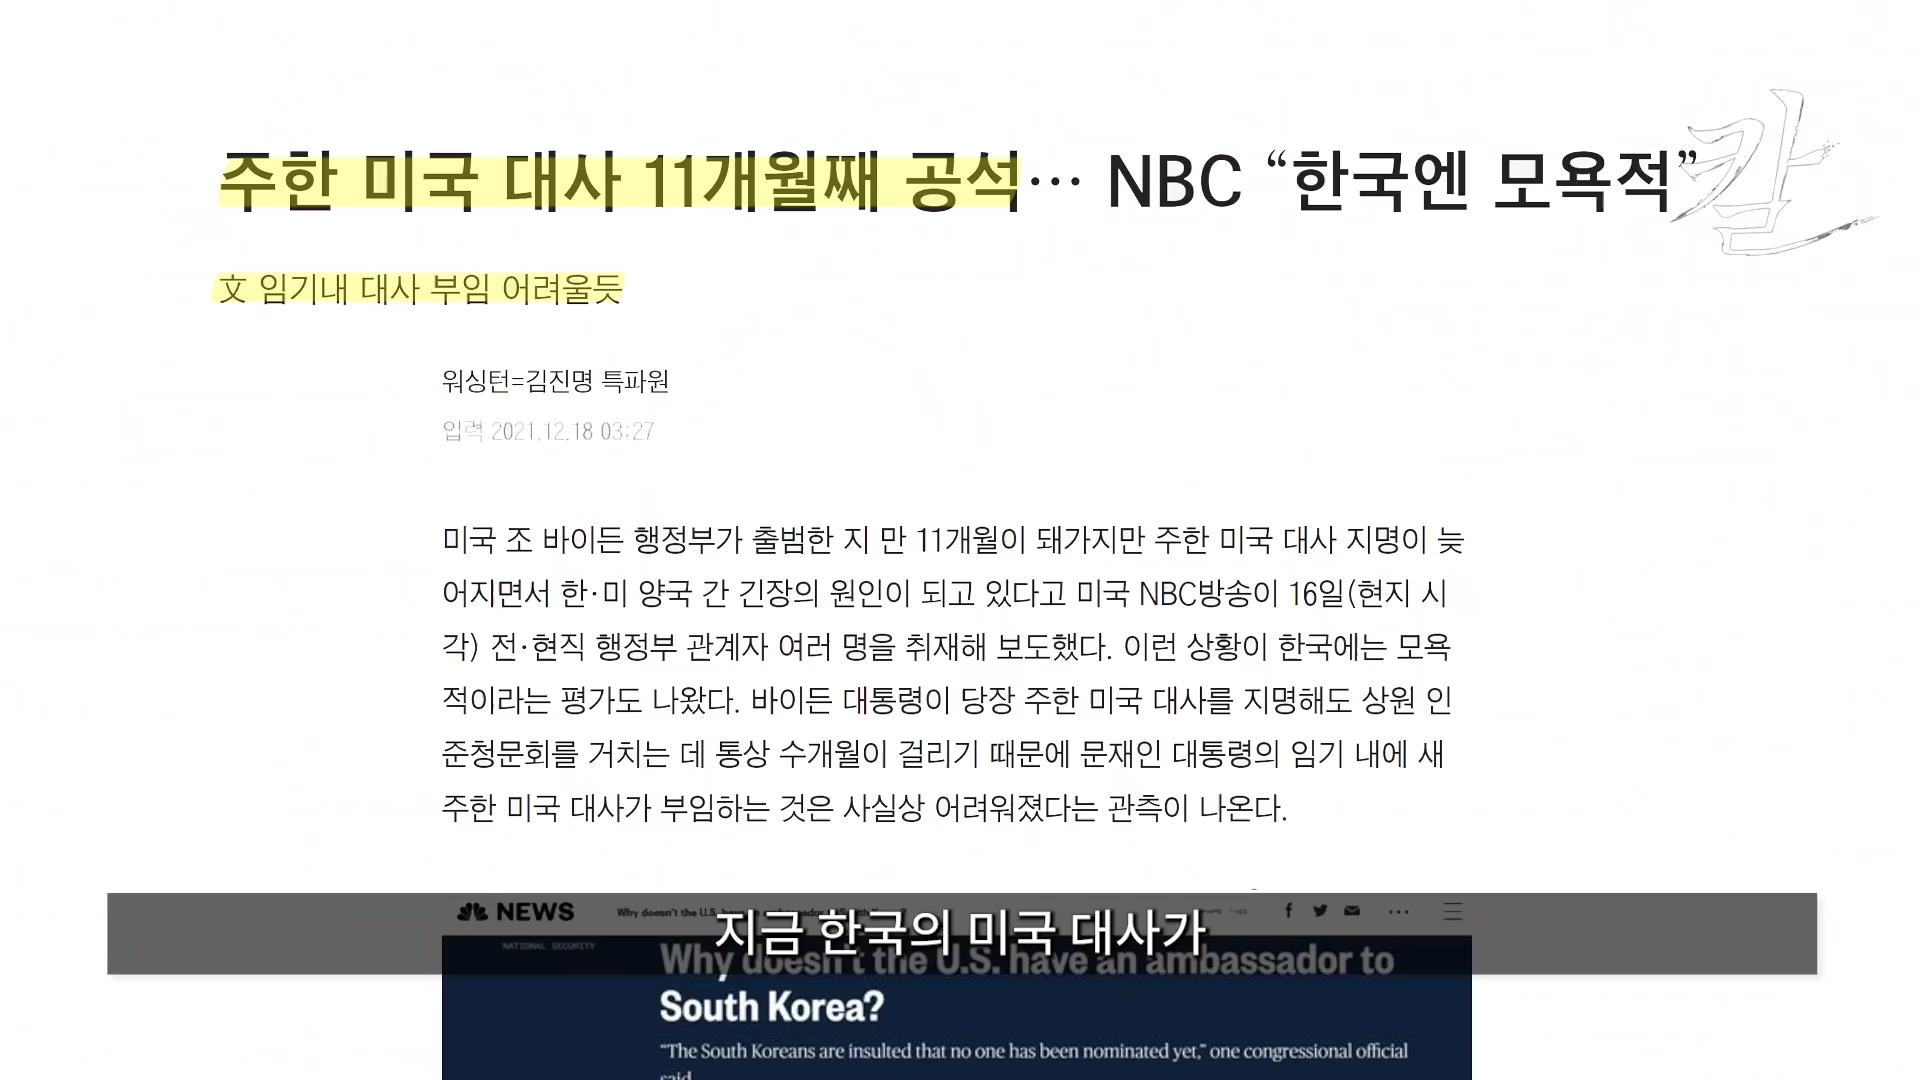 주한 미국 대사 11개월째 공석… NBC “한국엔 모욕적”
칼
文 임기내 대사 부임 어려울듯
워싱턴=김진명 특파원
입력 2021.12.18 03:27
미국 조 바이든 행정부가 출범한 지 만 11개월이 돼가지만 주한 미국 대사 지명이 늦
어지면서 한·미 양국 간 긴장의 원인이 되고 있다고 미국 NBC방송이 16일(현지 시
각) 전·현직 행정부 관계자 여러 명을 취재해 보도했다. 이런 상황이 한국에는 모욕
적이라는 평가도 나왔다. 바이든 대통령이 당장 주한 미국 대사를 지명해도 상원 인
준청문회를 거치는 데 통상 수개월이 걸리기 때문에 문재인 대통령의 임기 내에 새
주한 미국 대사가 부임하는 것은 사실상 어려워졌다는 관측이 나온다.
NEWS
Why doesn't the U.S.
지금 한국의 미국 대사가
NATIONAL SECURITY
Why doesn't the U.S. have an ambassador to
South Korea?
“The South Koreans are insulted that no one has been nominated yet,” one congressional official
said.